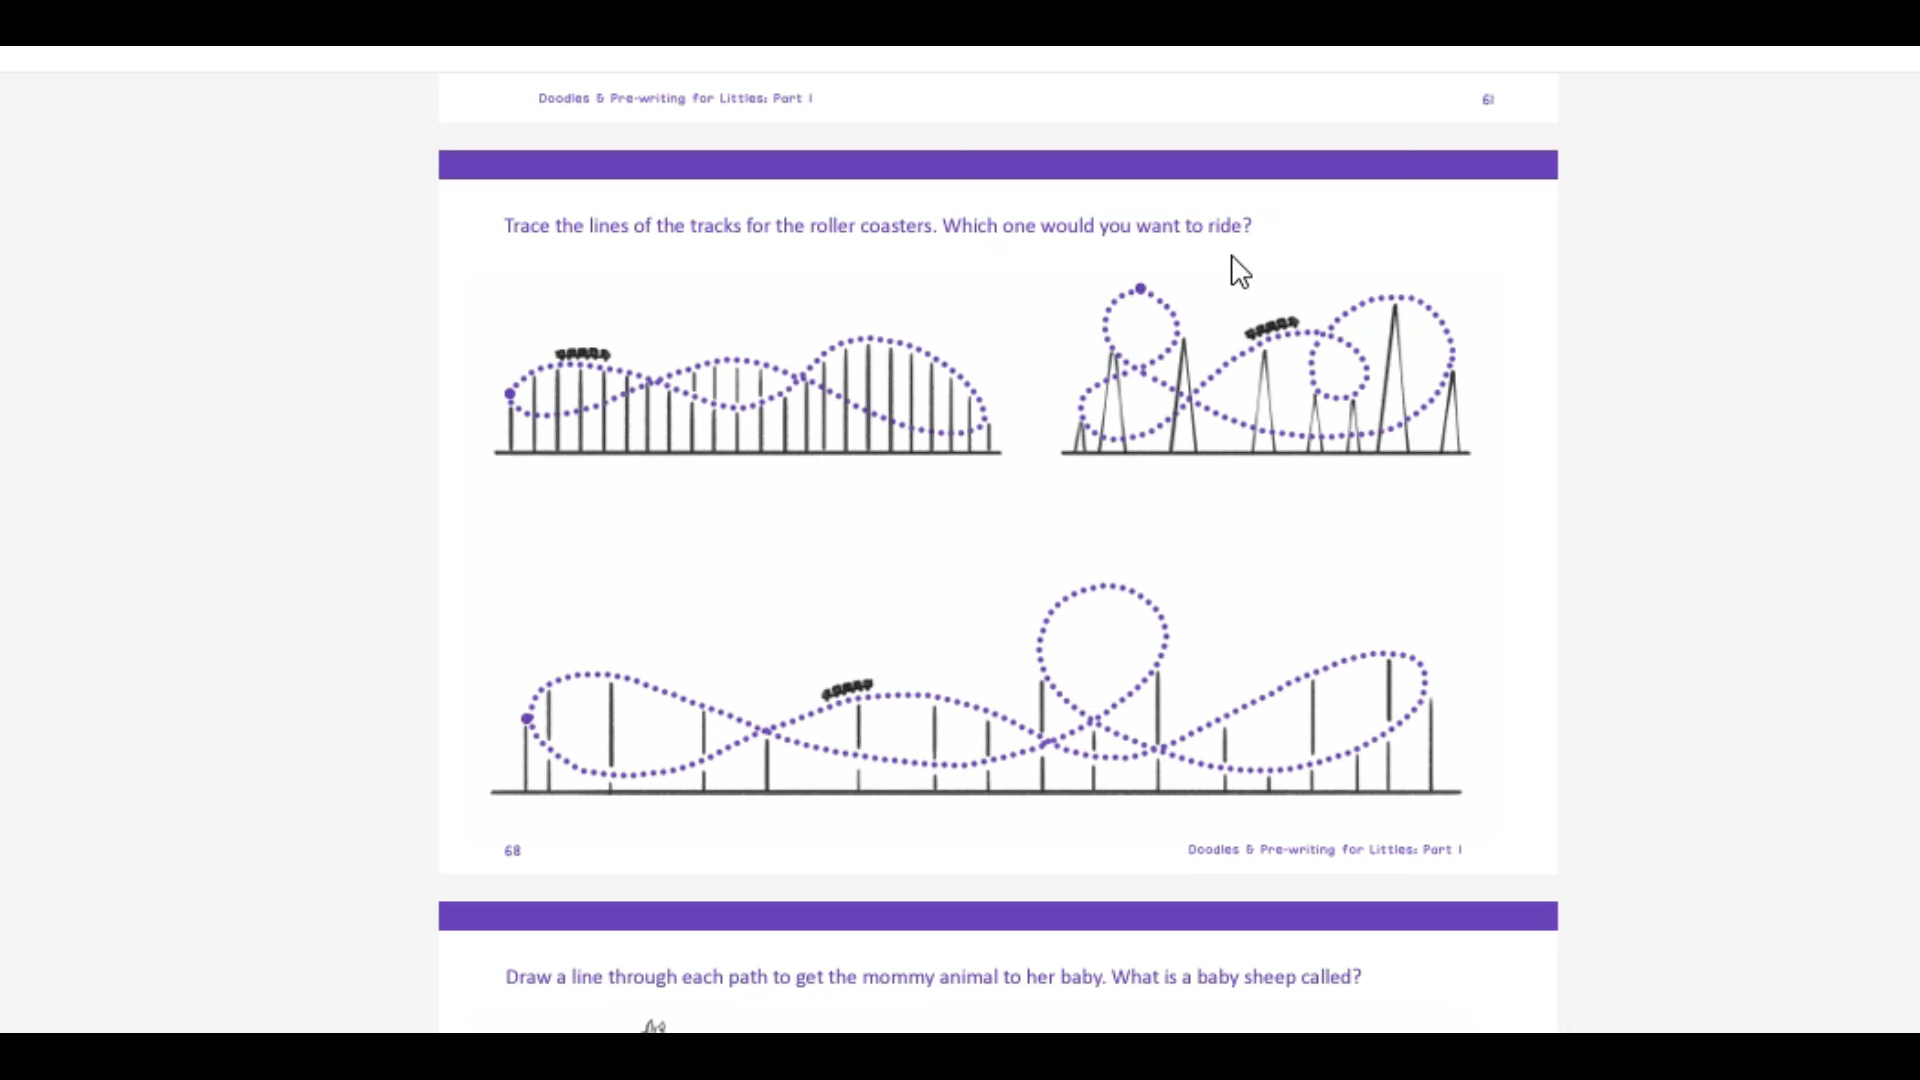 Doodles & Pre-writing for Littles: Part 1
61
Trace the lines of the tracks for the roller coasters. Which one would you want to ride?
68
Doodles & Pre-writing for Littles: Part 1
Draw a line through each path to get the mommy animal to her baby. What is a baby sheep called?